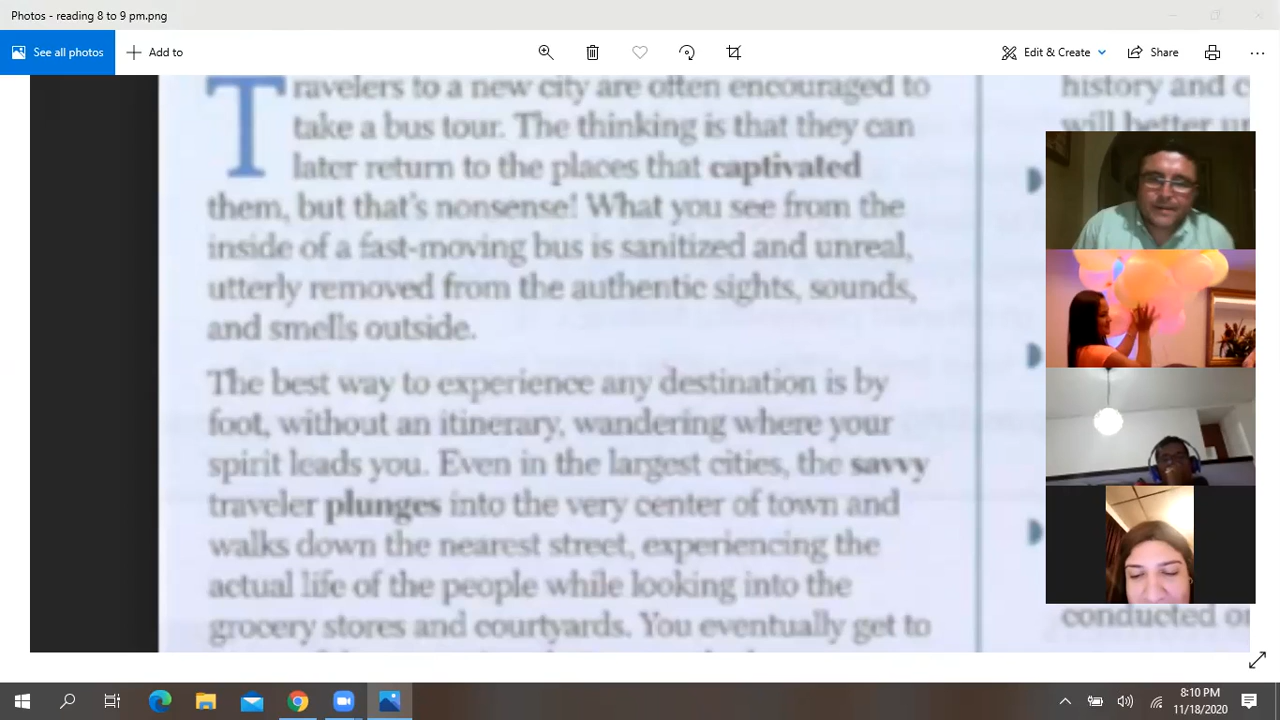 Photos - reading 8 to 9 pm.png
See all photos
Add to
Edit & Create
Share
Travelers to a new city are often encouraged to
take a bus tour. The thinking is that they can
later return to the places that captivated
them, but that's nonsense! What you see from the
inside of a fast-moving bus is sanitized and unreal,
utterly removed from the authentic sights, sounds,
and smells outside.
The best way to experience any destination is by
foot, without an itinerary, wandering where your
spirit leads you. Even in the largest cities, the savvy
traveler plunges into the very center of town and
walks down the nearest street, experiencing the
actual life of the people while looking into the
grocery stores and courtyards. You eventually get to
history and
will better
conducted
8:10 PM
11/18/2020